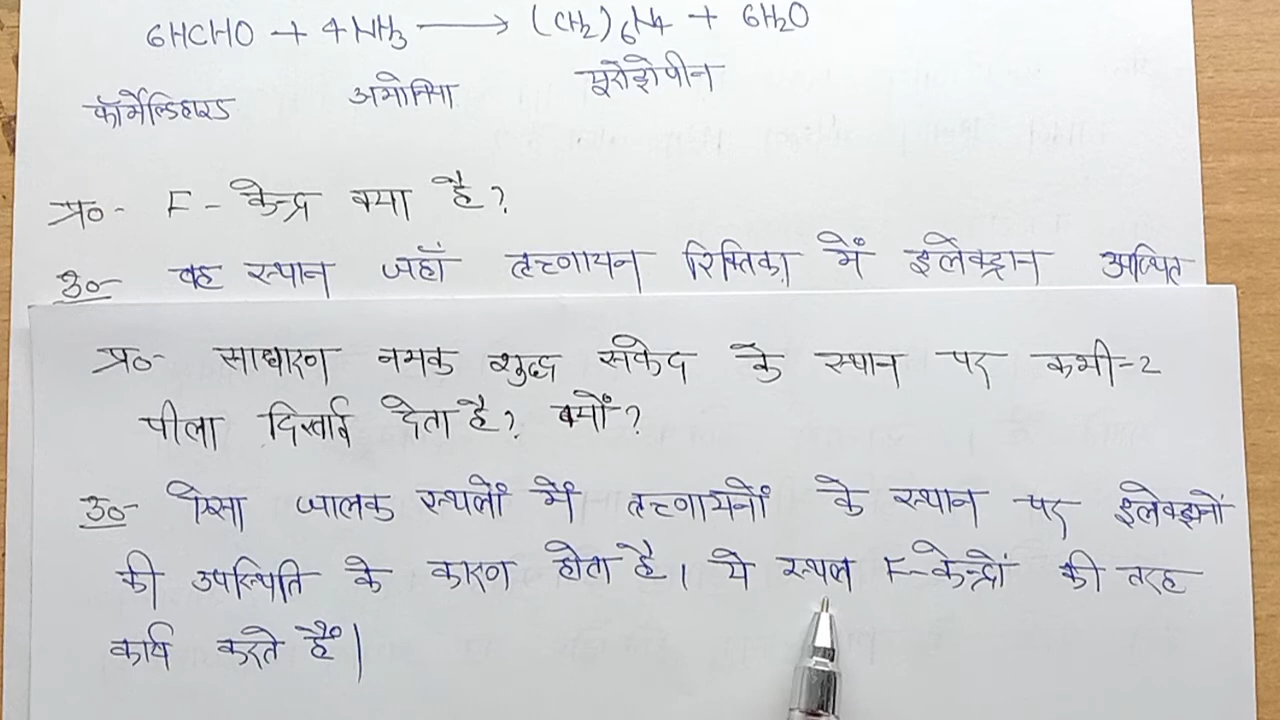 6HCHO + 4NH3 ⟶ (CH2)6N4 + 6H2O
फॉर्मेल्डिहाइड अमोनिया यूरोट्रोपीन
प्र०- F-केन्द्र क्या है?
उ०- वह स्थान जहाँ ऋणायन रिक्तिका में इलेक्ट्रान उपस्थित
प्र०- साधारण नमक शुद्ध सफेद के स्थान पर कभी-2
पीला दिखाई देता है? क्यों?
उ०- ऐसा जालक स्थलों में ऋणायनों के स्थान पर इलेक्ट्रानों
की उपस्थिति के कारण होता है। ये स्थल F-केन्द्रों की तरह
कार्य करते हैं।